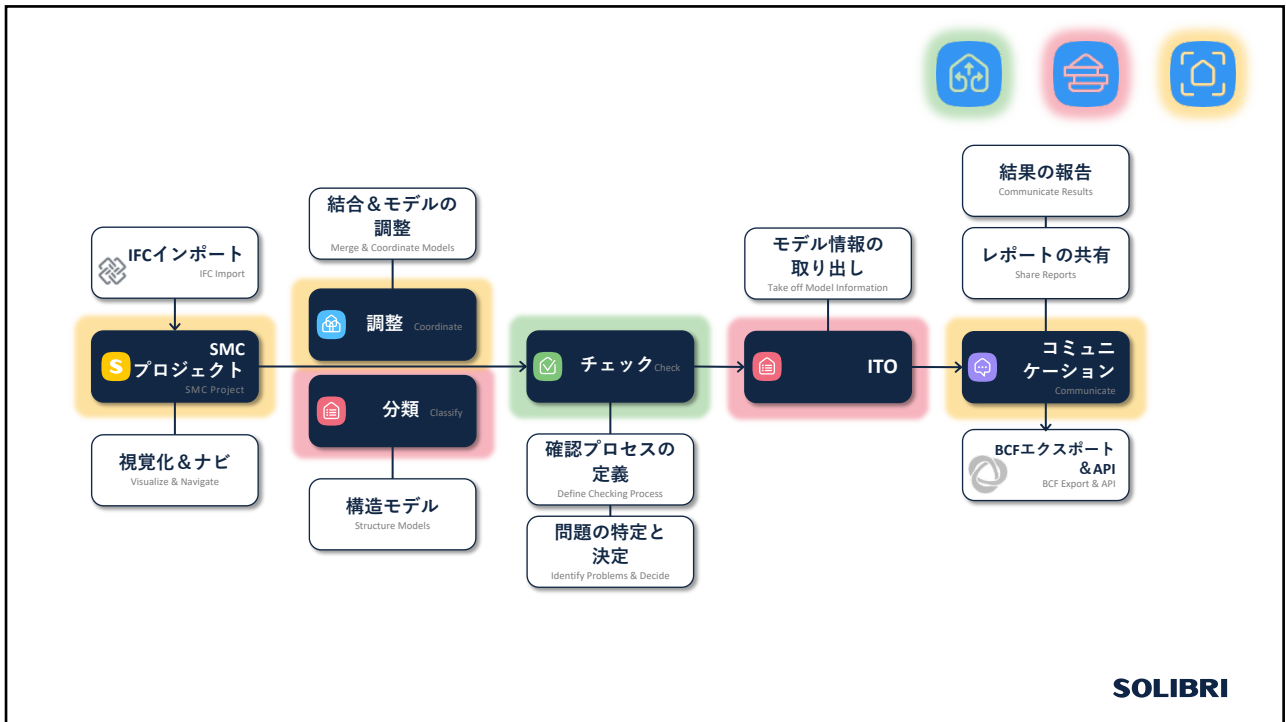 IFCインポート
IFC Import
SMC
プロジェクト
SMC Project
視覚化＆ナビ
Visualize & Navigate
結合＆モデルの
調整
Merge & Coordinate Models
調整 Coordinate
分類 Classify
構造モデル
Structure Models
チェック Check
確認プロセスの
定義
Define Checking Process
問題の特定と
決定
Identify Problems & Decide
モデル情報の
取り出し
Take off Model Information
ITO
結果の報告
Communicate Results
レポートの共有
Share Reports
コミュニ
ケーション
Communicate
BCFエクスポート
＆API
BCF Export & API
S
SOLIBRI